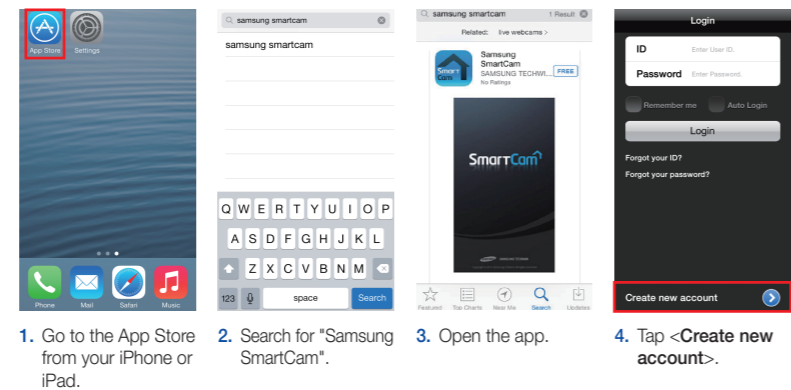 App Store
Settings
Phone
Mail
Safari
Music
1. Go to the App Store
from your iPhone or
iPad.
samsung smartcam
samsung smartcam
Q W E R T Y U I O P
A S D F G H J K L
Z X C V B N M
123
space
Search
2. Search for "Samsung
SmartCam".
samsung smartcam
1 Result
Related: live webcams >
Smart
Cam
Samsung
SmartCam
SAMSUNG TECHWI...
No Ratings
FREE
SmartCam
Featured
Top Charts
Near Me
Search
Updates
3. Open the app.
Login
ID
Enter User ID.
Password
Enter Password.
Remember me
Auto Login
Login
Forgot your ID?
Forgot your password?
Create new account
4. Tap <Create new
account>.